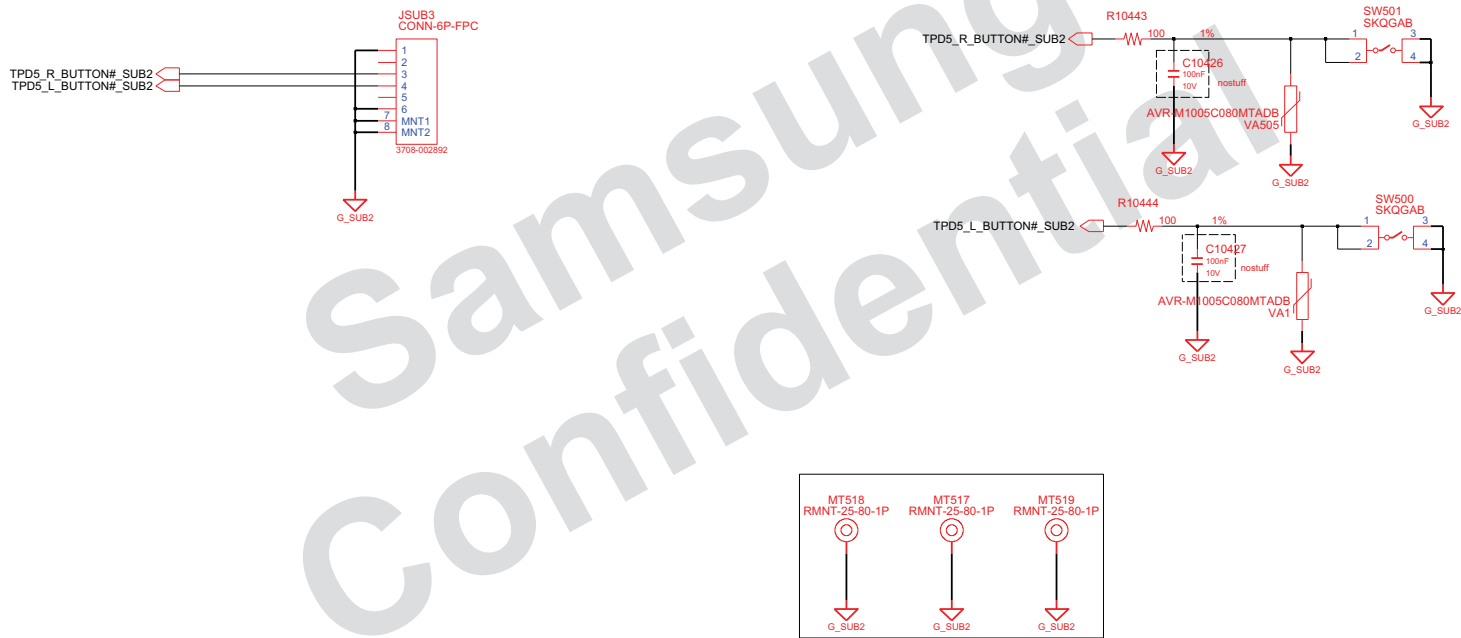 JSUB3
CONN-6P-FPC
1
2
TPD5_R_BUTTON#_SUB2
3
TPD5_L_BUTTON#_SUB2
4
5
6
7
MNT1
8
MNT2
3708-002892
G_SUB2
R10443
TPD5_R_BUTTON#_SUB2
100
1%
C10426
100nF
10V
nostuff
AVR-M1005C080MTADB
VA505
G_SUB2
G_SUB2
SW501
SKQGAB
1
3
2
4
G_SUB2
R10444
TPD5_L_BUTTON#_SUB2
100
1%
C10427
100nF
10V
nostuff
AVR-M1005C080MTADB
VA1
G_SUB2
G_SUB2
SW500
SKQGAB
1
3
2
4
G_SUB2
MT518
RMNT-25-80-1P
G_SUB2
MT517
RMNT-25-80-1P
G_SUB2
MT519
RMNT-25-80-1P
G_SUB2
Samsung
Confidential